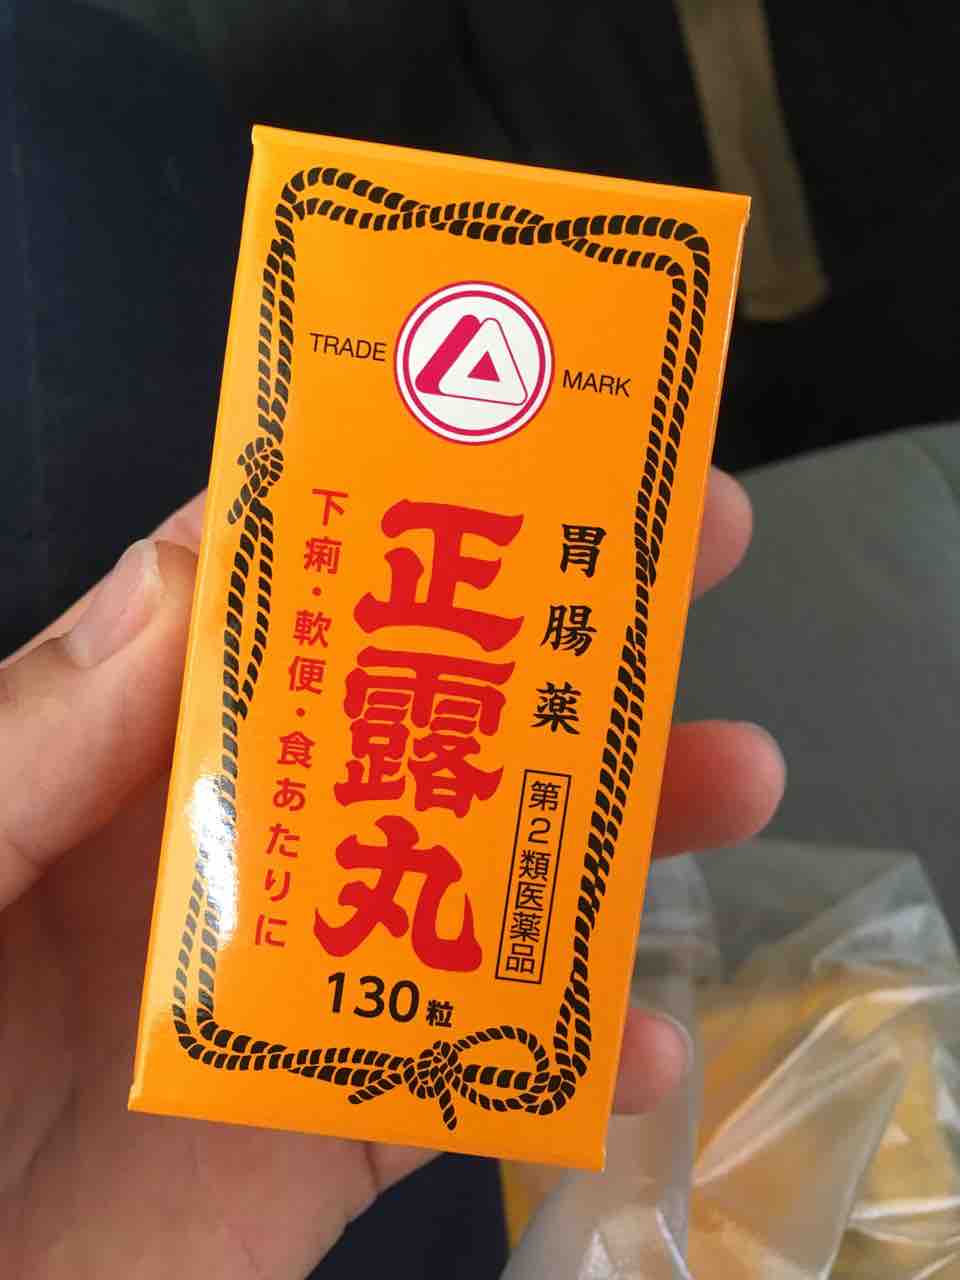 TRADE MARK
胃腸薬
第2類医薬品
正露丸
下痢・軟便・食あたりに
130粒